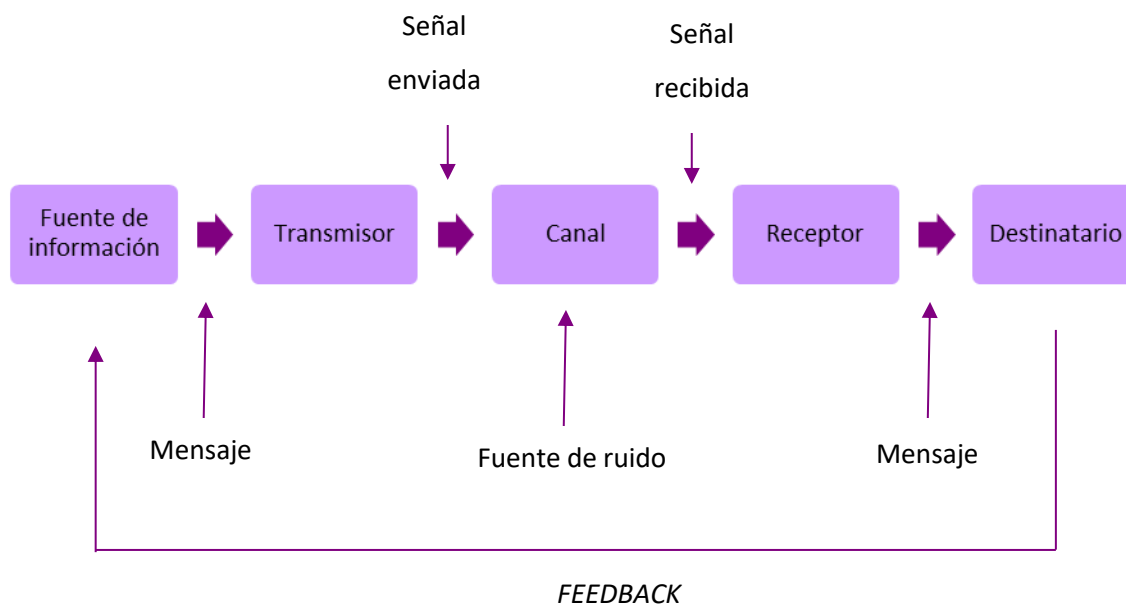 Señal
enviada
Señal
recibida
Fuente de
información
Transmisor
Canal
Receptor
Destinatario
Mensaje
Fuente de ruido
Mensaje
FEEDBACK